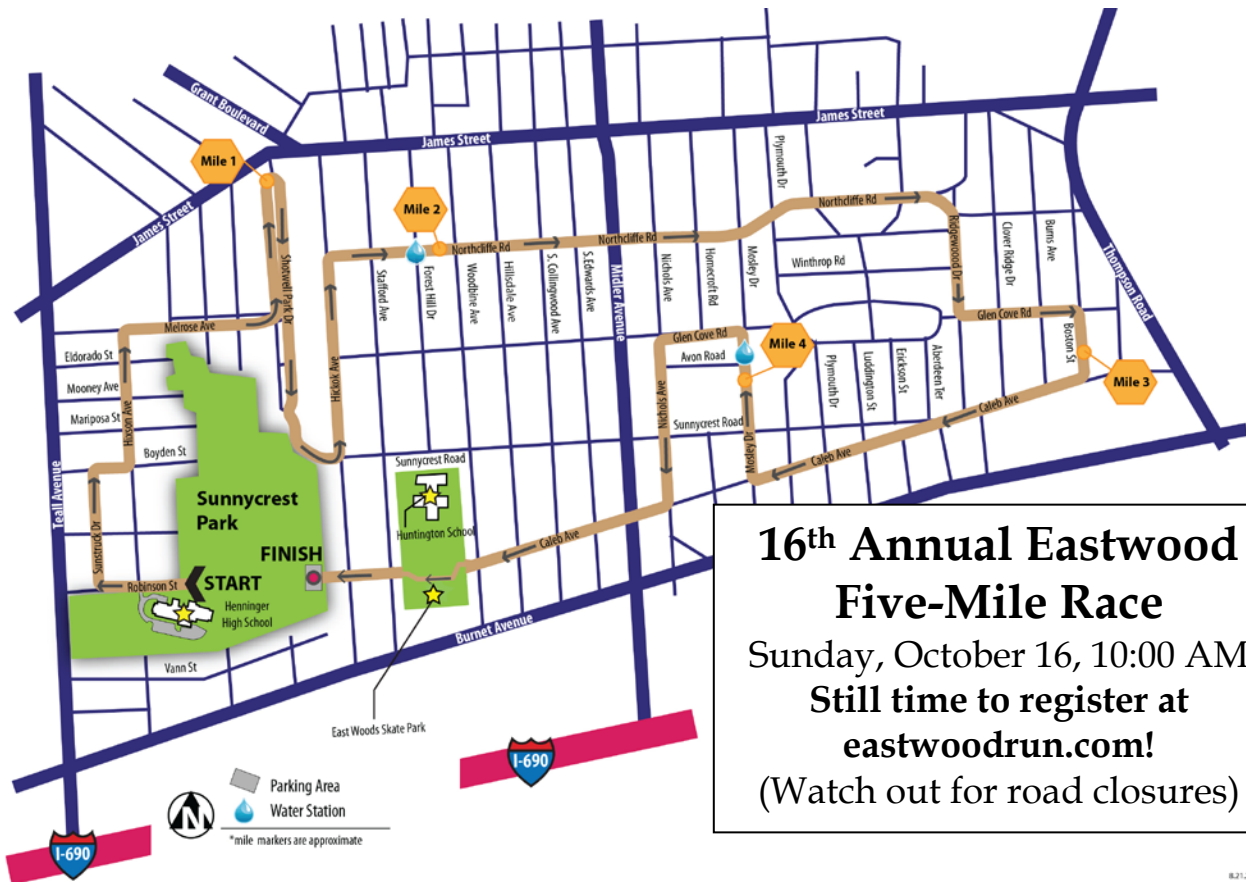 Grant Boulevard
James Street
James Street
James Street
Mile 1
Plymouth Dr
Mile 2
Northcliffe Rd
Northcliffe Rd
Northcliffe Rd
Shotwell Park Dr
Stafford Ave
Forest Hill Dr
Woodbine Ave
Hillsdale Ave
S. Collingwood Ave
S.Edwards Ave
Midler Avenue
Nichols Ave
Homecroft Rd
Mosley Dr
Winthrop Rd
Ridgewoood Dr
Clover Ridge Dr
Burns Ave
Thompson Road
Melrose Ave
Hickok Ave
Glen Cove Rd
Glen Cove Rd
Eldorado St
Avon Road
Mile 4
Boston St
Mile 3
Mooney Ave
Hixson Ave
Mariposa St
Plymouth Dr
Luddington St
Erickson St
Aberdeen Ter
Nichols Ave
Sunnycrest Road
Mosley Dr
Caleb Ave
Caleb Ave
Boyden St
Teall Avenue
Sunnycrest Road
Sunnycrest
Park
Huntington School
Sunstruck Dr
Caleb Ave
FINISH
START
Robinson St
Henninger
High School
Burnet Avenue
Vann St
East Woods Skate Park
I-690
I-690
N
Parking Area
Water Station
*mile markers are approximate
16th Annual Eastwood
Five-Mile Race
Sunday, October 16, 10:00 AM
Still time to register at
eastwoodrun.com!
(Watch out for road closures)